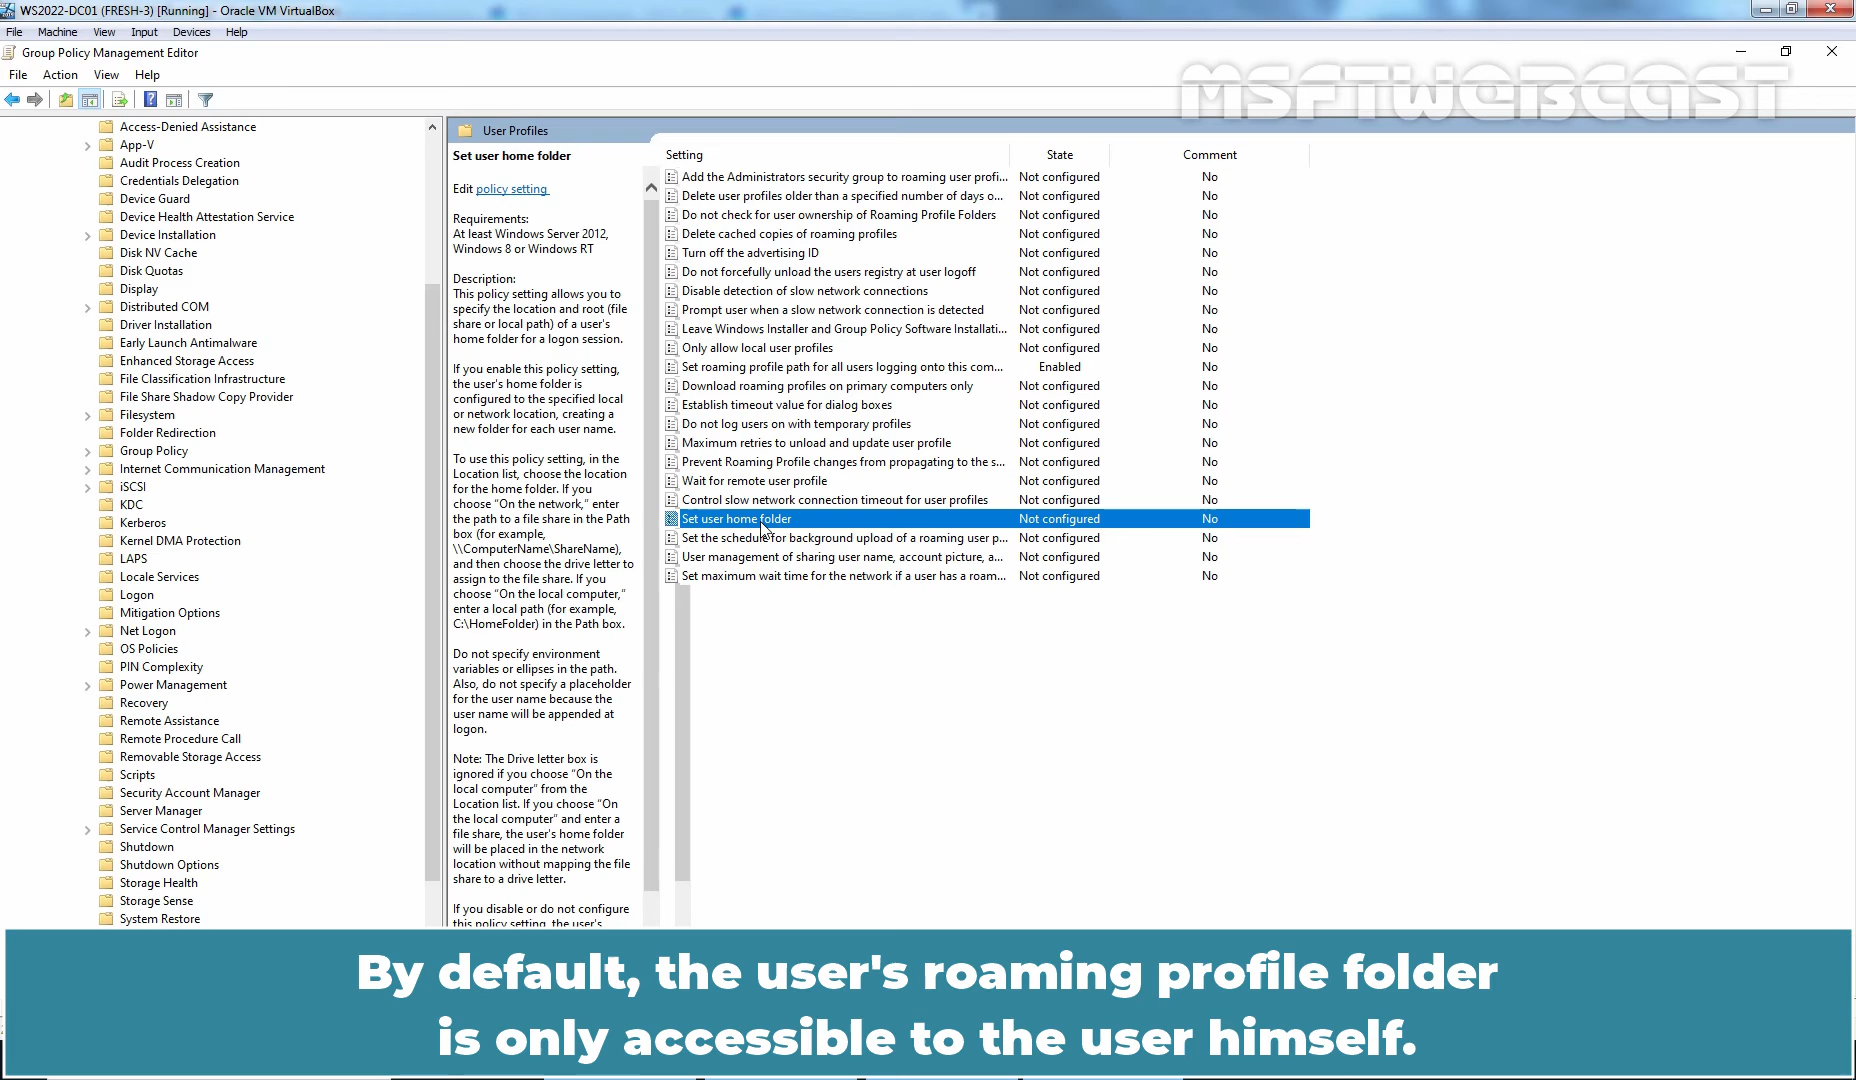 WS2022-DC01 (FRESH-3) [Running] - Oracle VM VirtualBox
File Machine View Input Devices Help
Group Policy Management Editor
File Action View Help
MSFTWEBCAST
Access-Denied Assistance
App-V
Audit Process Creation
Credentials Delegation
Device Guard
Device Health Attestation Service
Device Installation
Disk NV Cache
Disk Quotas
Display
Distributed COM
Driver Installation
Early Launch Antimalware
Enhanced Storage Access
File Classification Infrastructure
File Share Shadow Copy Provider
Filesystem
Folder Redirection
Group Policy
Internet Communication Management
iSCSI
KDC
Kerberos
Kernel DMA Protection
LAPS
Locale Services
Logon
Mitigation Options
Net Logon
OS Policies
PIN Complexity
Power Management
Recovery
Remote Assistance
Remote Procedure Call
Removable Storage Access
Scripts
Security Account Manager
Server Manager
Service Control Manager Settings
Shutdown
Shutdown Options
Storage Health
Storage Sense
System Restore
User Profiles
Set user home folder
Edit policy setting
Requirements:
At least Windows Server 2012,
Windows 8 or Windows RT
Description:
This policy setting allows you to
specify the location and root (file
share or local path) of a user's
home folder for a logon session.
If you enable this policy setting,
the user's home folder is
configured to the specified local
or network location, creating a
new folder for each user name.
To use this policy setting, in the
Location list, choose the location
for the home folder. If you
choose “On the network,” enter
the path to a file share in the Path
box (for example,
\\ComputerName\ShareName),
and then choose the drive letter to
assign to the file share. If you
choose “On the local computer,”
enter a local path (for example,
C:\HomeFolder) in the Path box.
Do not specify environment
variables or ellipses in the path.
Also, do not specify a placeholder
for the user name because the
user name will be appended at
logon.
Note: The Drive letter box is
ignored if you choose “On the
local computer” from the
Location list. If you choose “On
the local computer” and enter a
file share, the user's home folder
will be placed in the network
location without mapping the file
share to a drive letter.
If you disable or do not configure
this policy setting, the user's
Setting State Comment
Add the Administrators security group to roaming user profi... Not configured No
Delete user profiles older than a specified number of days o... Not configured No
Do not check for user ownership of Roaming Profile Folders Not configured No
Delete cached copies of roaming profiles Not configured No
Turn off the advertising ID Not configured No
Do not forcefully unload the users registry at user logoff Not configured No
Disable detection of slow network connections Not configured No
Prompt user when a slow network connection is detected Not configured No
Leave Windows Installer and Group Policy Software Installati... Not configured No
Only allow local user profiles Not configured No
Set roaming profile path for all users logging onto this com... Enabled No
Download roaming profiles on primary computers only Not configured No
Establish timeout value for dialog boxes Not configured No
Do not log users on with temporary profiles Not configured No
Maximum retries to unload and update user profile Not configured No
Prevent Roaming Profile changes from propagating to the s... Not configured No
Wait for remote user profile Not configured No
Control slow network connection timeout for user profiles Not configured No
Set user home folder Not configured No
Set the schedule for background upload of a roaming user p... Not configured No
User management of sharing user name, account picture, a... Not configured No
Set maximum wait time for the network if a user has a roam... Not configured No
By default, the user's roaming profile folder
is only accessible to the user himself.